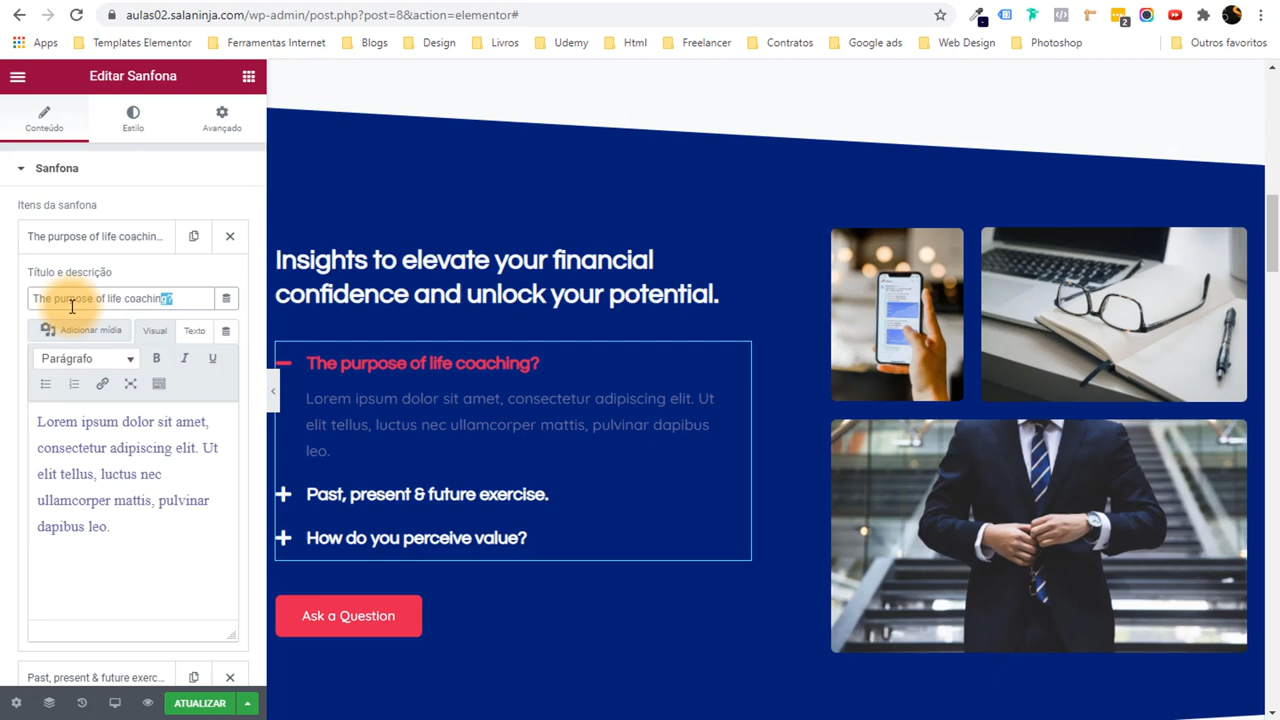 aulas02.salaninja.com/wp-admin/post.php?post=8&action=elementor#
2
Apps Templates Elementor Ferramentas Internet Blogs Design Livros Udemy Html Freelancer Contratos Google ads Web Design Photoshop Outros favoritos
Editar Sanfona
Conteúdo Estilo Avançado
Sanfona
Itens da sanfona
The purpose of life coachin...
Título e descrição
The purpose of life coaching?
Adicionar mídia Visual Texto
Parágrafo B I U
Lorem ipsum dolor sit amet,
consectetur adipiscing elit. Ut
elit tellus, luctus nec
ullamcorper mattis, pulvinar
dapibus leo.
Past, present & future exerc...
ATUALIZAR
Insights to elevate your financial
confidence and unlock your potential.
The purpose of life coaching?
Lorem ipsum dolor sit amet, consectetur adipiscing elit. Ut
elit tellus, luctus nec ullamcorper mattis, pulvinar dapibus
leo.
Past, present & future exercise.
How do you perceive value?
Ask a Question